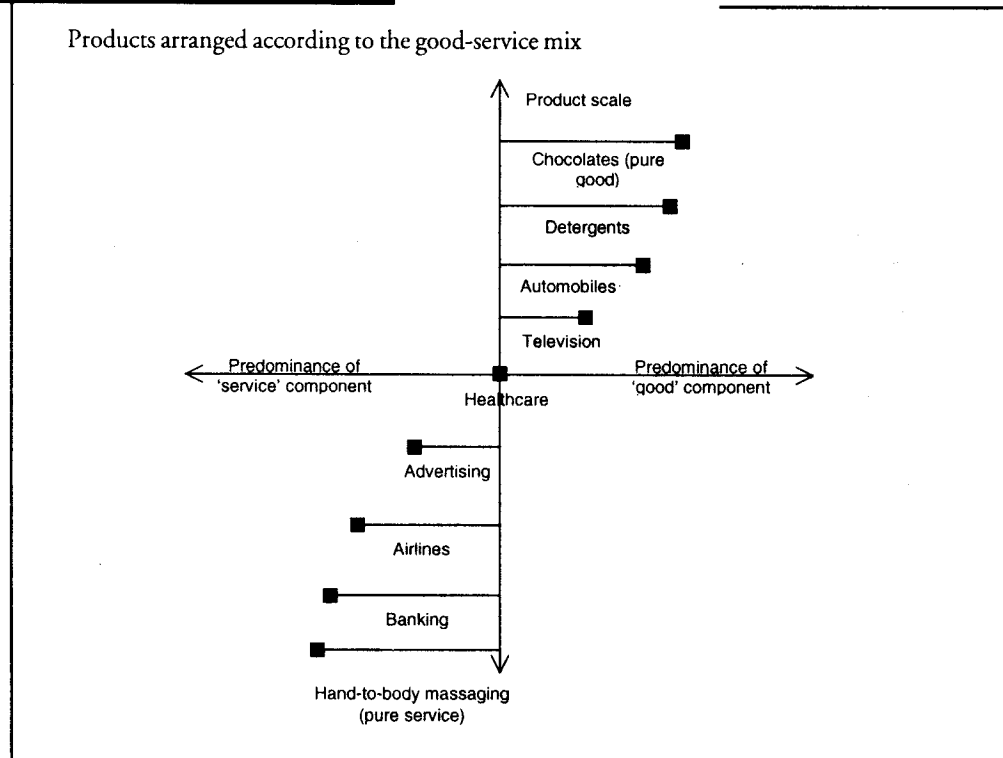 Products arranged according to the good-service mix
Product scale
Chocolates (pure
good)
Detergents
Automobiles
Television
Predominance of
'service' component
Predominance of
'good' component
Healthcare
Advertising
Airlines
Banking
Hand-to-body massaging
(pure service)